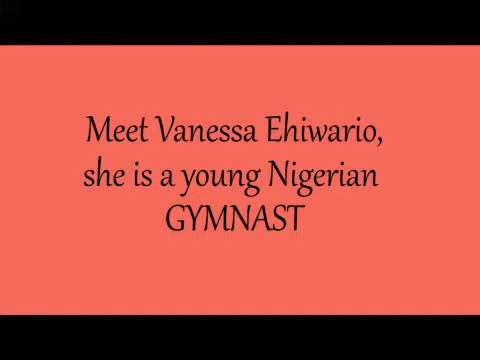 Meet Vanessa Ehiwario,
she is a young Nigerian
GYMNAST